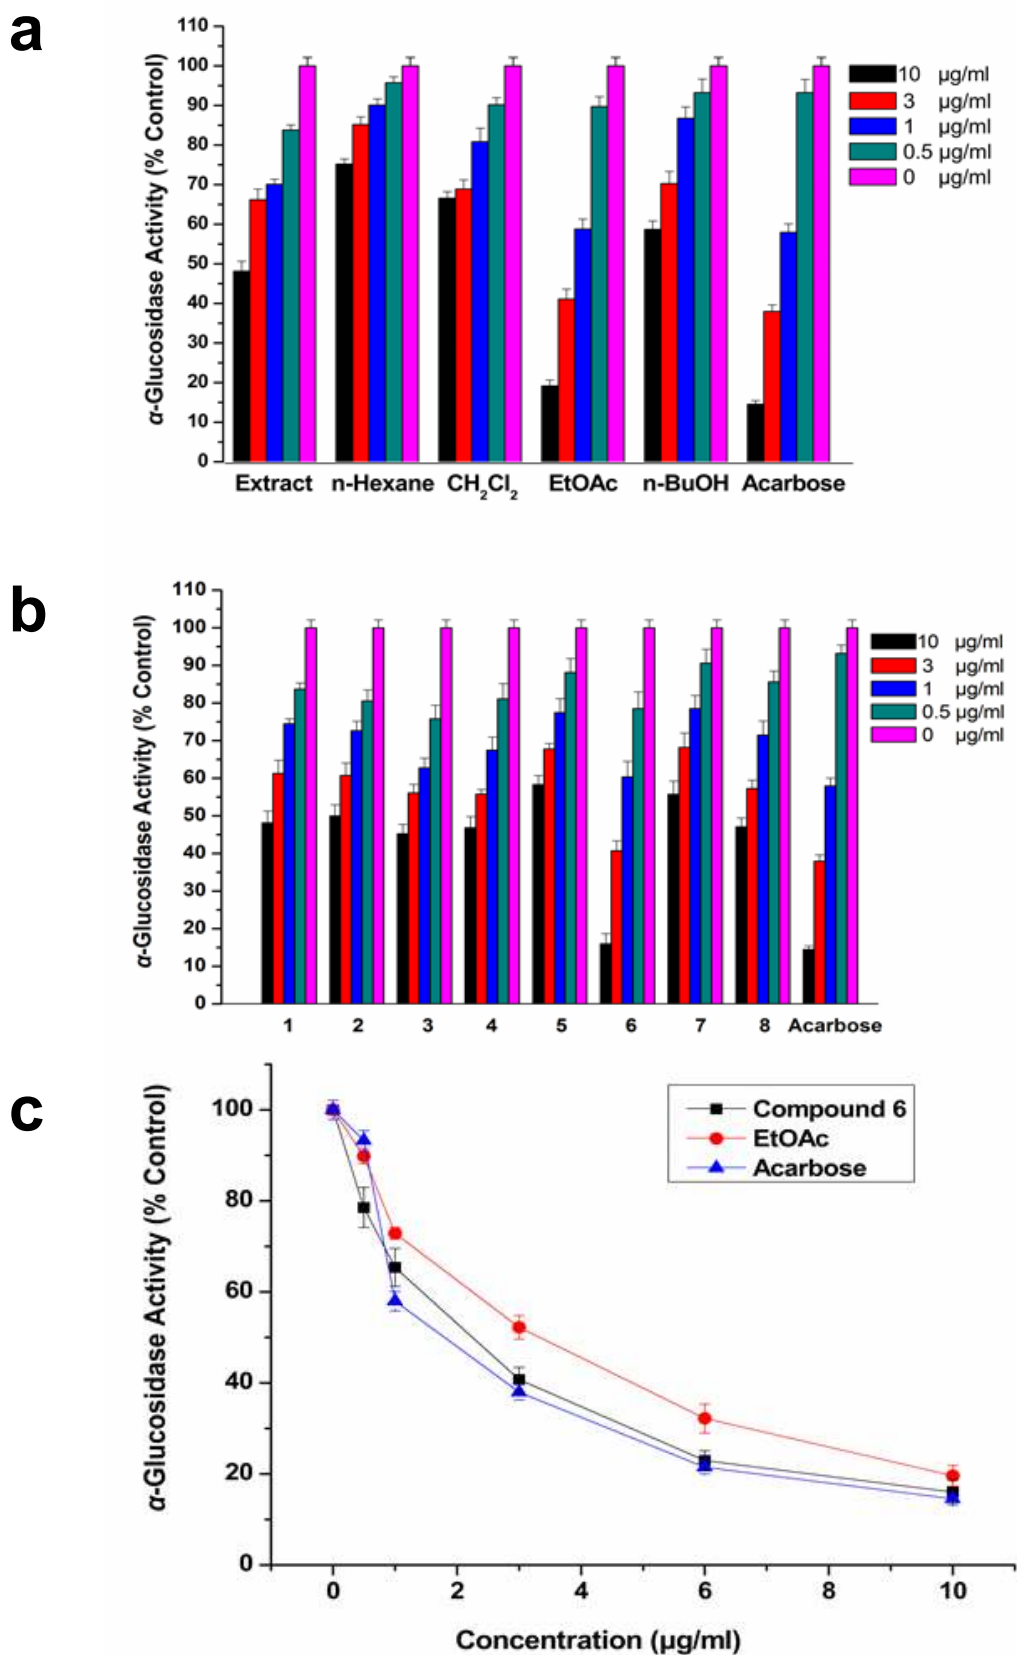 a
α-Glucosidase Activity (% Control)
110
100
90
80
70
60
50
40
30
20
10
0
Extract n-Hexane CH2Cl2 EtOAc n-BuOH Acarbose
10 µg/ml
3 µg/ml
1 µg/ml
0.5 µg/ml
0 µg/ml
b
α-Glucosidase Activity (% Control)
110
100
90
80
70
60
50
40
30
20
10
0
1 2 3 4 5 6 7 8 Acarbose
10 µg/ml
3 µg/ml
1 µg/ml
0.5 µg/ml
0 µg/ml
c
α-Glucosidase Activity (% Control)
100
80
60
40
20
0
Compound 6
EtOAc
Acarbose
0 2 4 6 8 10
Concentration (µg/ml)